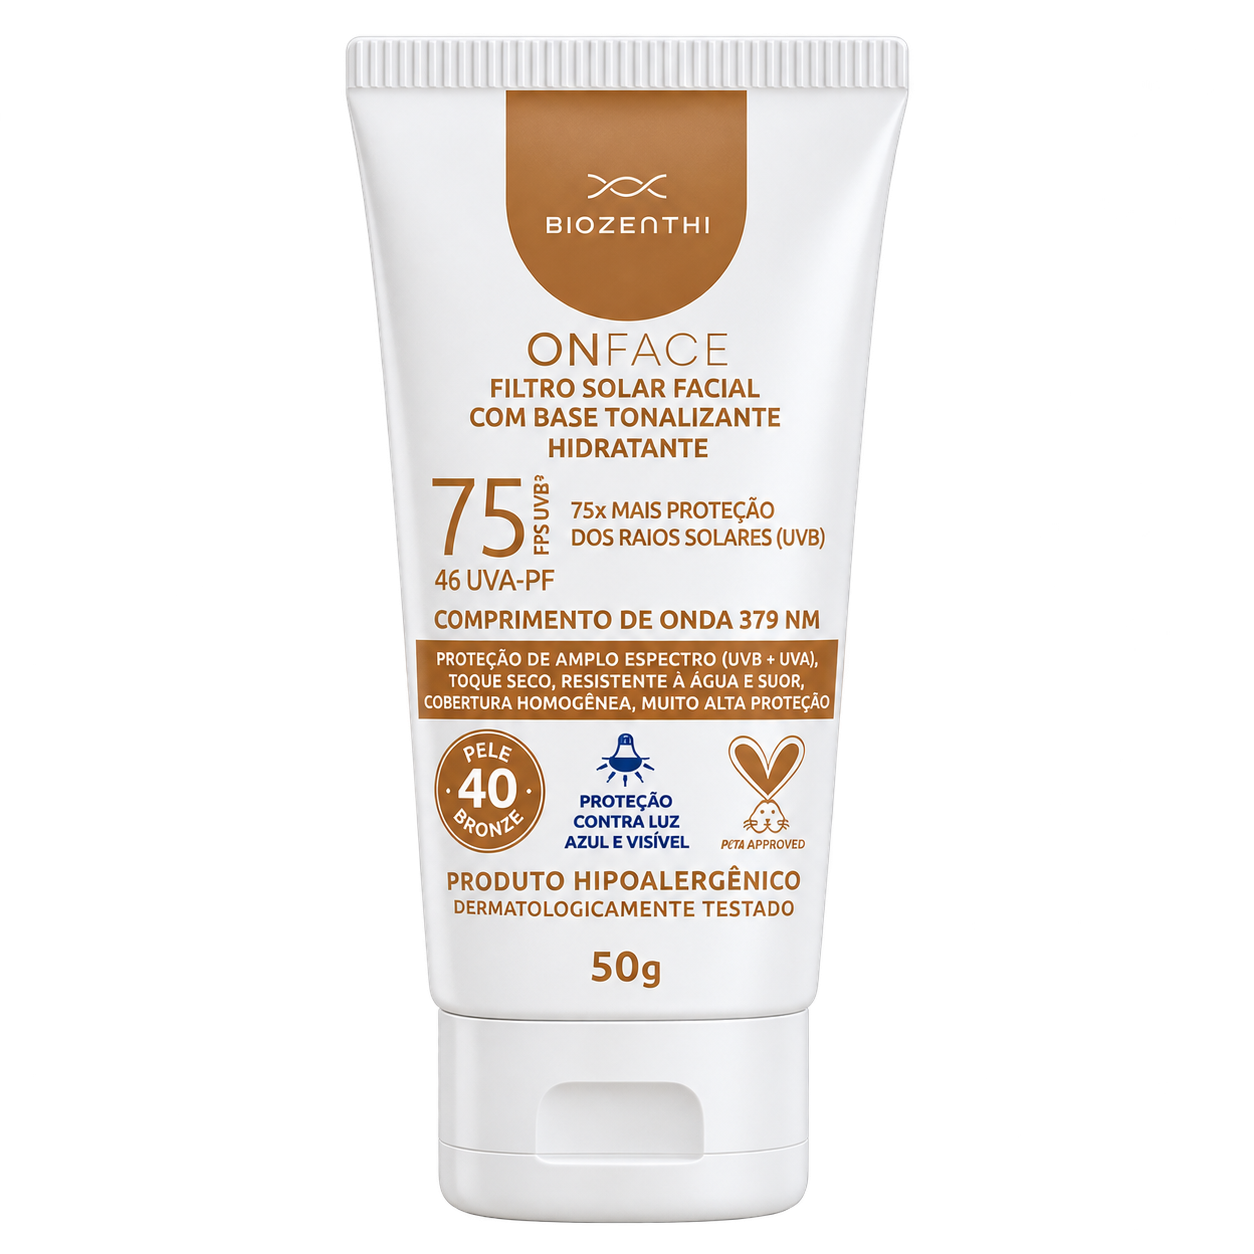 BIOZENTHI
ONFACE
FILTRO SOLAR FACIAL
COM BASE TONALIZANTE
HIDRATANTE
75 FPS UVB²
75x MAIS PROTEÇÃO
DOS RAIOS SOLARES (UVB)
46 UVA-PF
COMPRIMENTO DE ONDA 379 NM
PROTEÇÃO DE AMPLO ESPECTRO (UVB + UVA),
TOQUE SECO, RESISTENTE À ÁGUA E SUOR,
COBERTURA HOMOGÊNEA, MUITO ALTA PROTEÇÃO
PELE
40
BRONZE
PROTEÇÃO
CONTRA LUZ
AZUL E VISÍVEL
PETA APPROVED
PRODUTO HIPOALERGÊNICO
DERMATOLOGICAMENTE TESTADO
50g